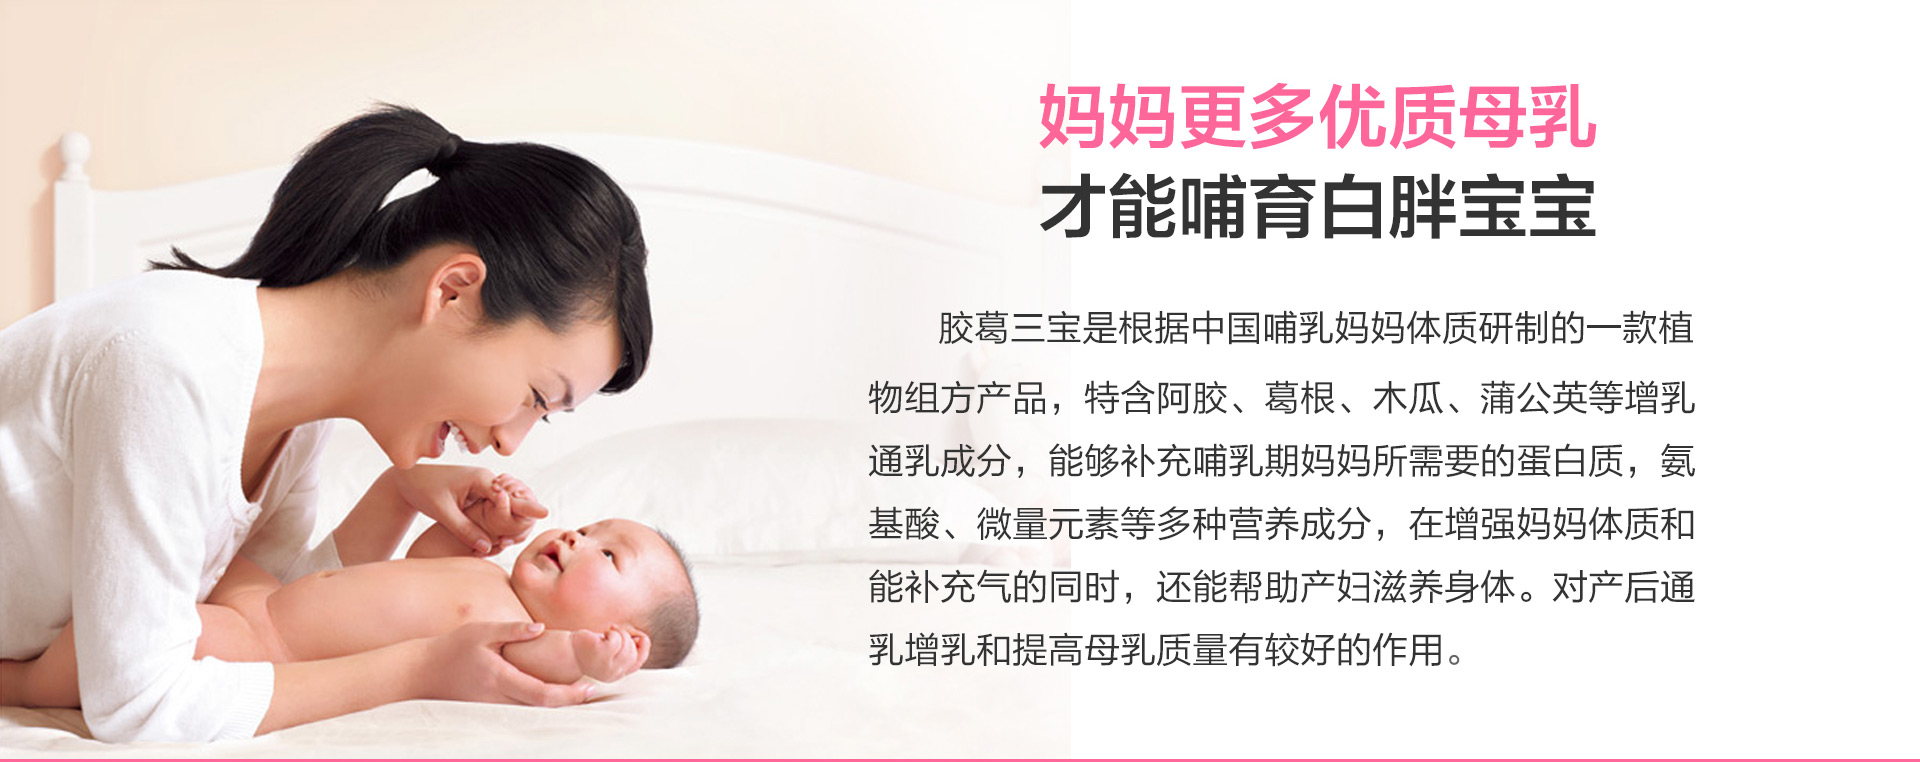 妈妈更多优质母乳
才能哺育白胖宝宝
胶葛三宝是根据中国哺乳妈妈体质研制的一款植
物组方产品，特含阿胶、葛根、木瓜、蒲公英等增乳
通乳成分，能够补充哺乳期妈妈所需要的蛋白质，氨
基酸、微量元素等多种营养成分，在增强妈妈体质和
能补充气的同时，还能帮助产妇滋养身体。对产后通
乳增乳和提高母乳质量有较好的作用。